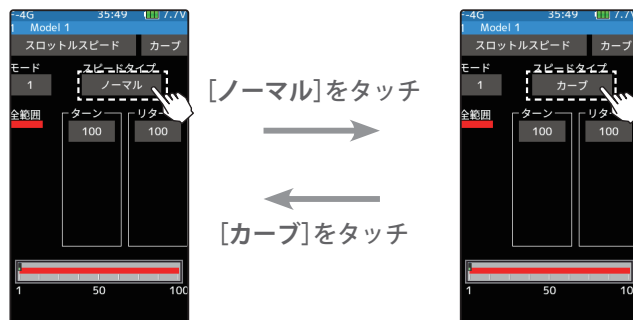 -4G 35:49 7.7V
1 Model 1
スロットルスピード カーブ
モード スピードタイプ
1 ノーマル
全範囲 ターン リター
100 100
1 50 100
[ノーマル]をタッチ
[カーブ]をタッチ
-4G 35:49 7.7V
1 Model 1
スロットルスピード カーブ
モード スピードタイプ
1 カーブ
全範囲 ターン リター
100 100
1 50 10